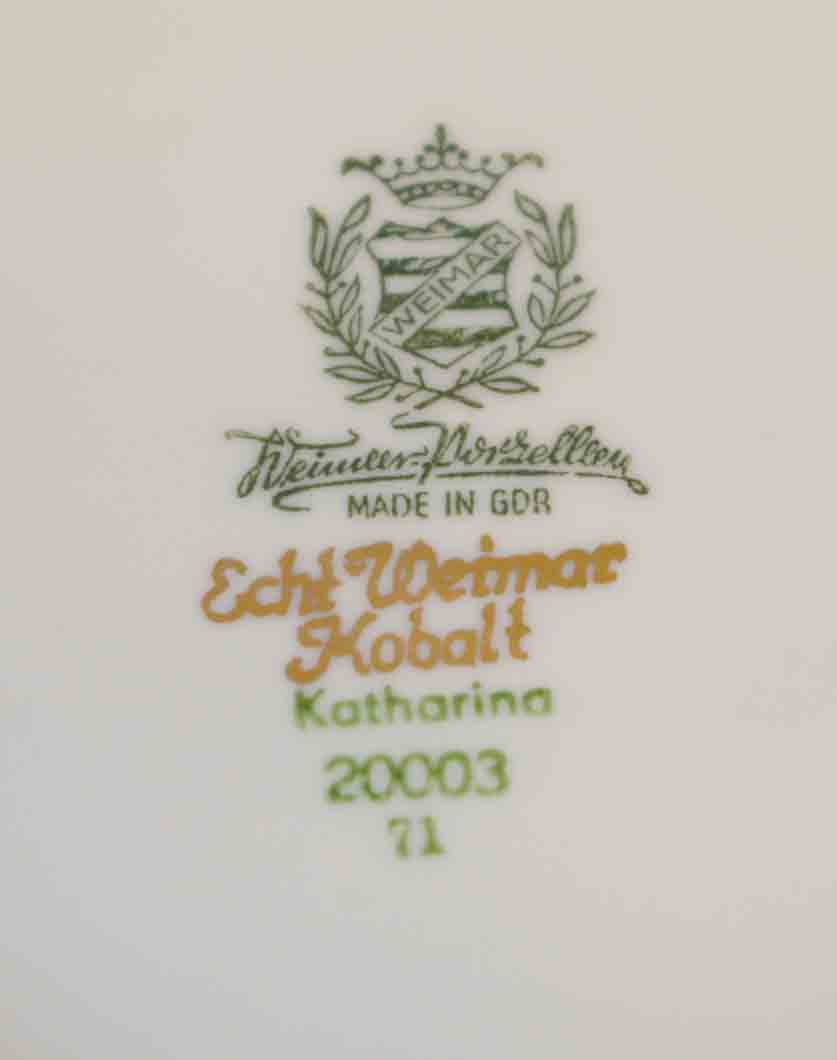 WEIMAR
Weimar-Porzellan
MADE IN GDR
Echt Weimar
Kobalt
Katharina
20003
71